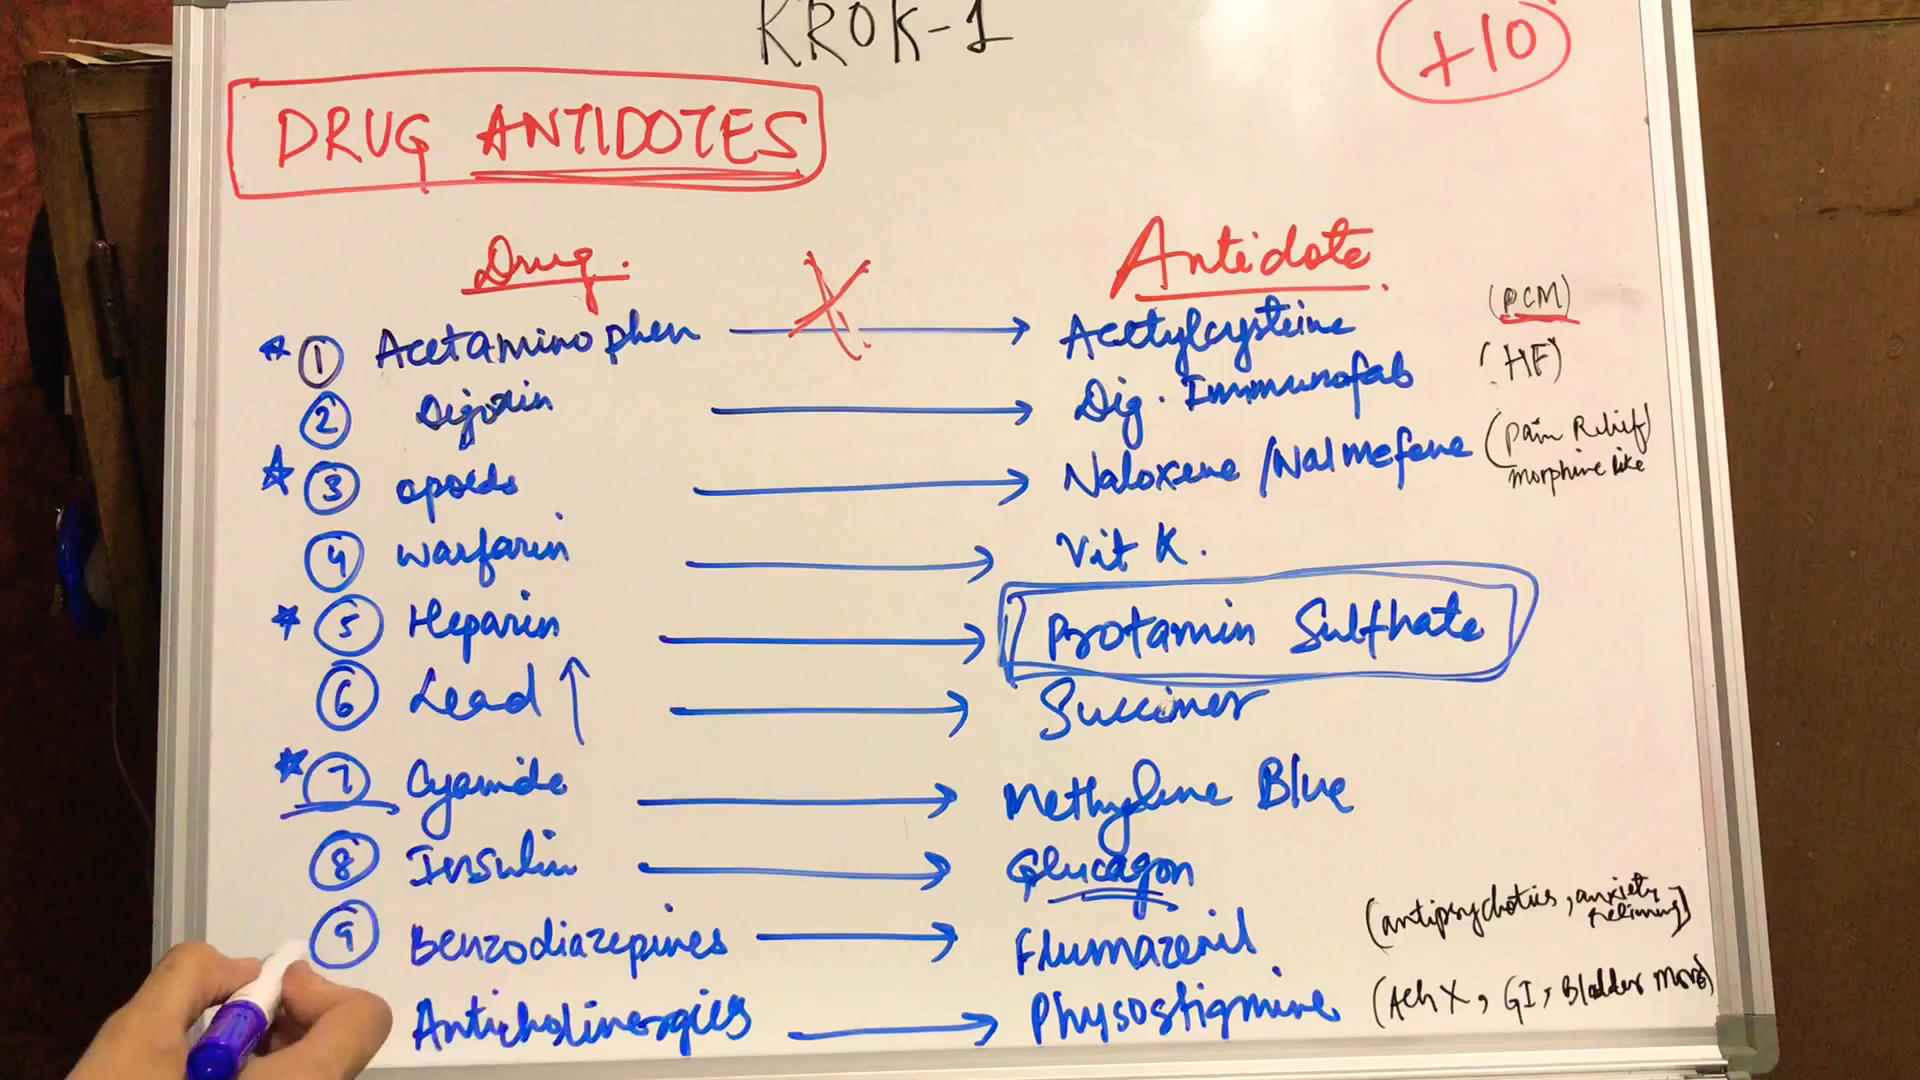 KROK-1
+10
DRUG ANTIDOTES
Drug. Antidote.
① Acetaminophen → Acetylcysteine (PCM)
② Digoxin → Dig. Immunofab (HF)
③ opoids → Naloxene / Nalmefene (Pain Relief
morphine like
④ Warfarin → Vit K.
⑤ Heparin → Protamin Sulfhate
⑥ Lead ↑ → Succimer
⑦ Cyanide → Methylene Blue
⑧ Insulin → Glucagon
⑨ Benzodiazepines → Flumazenil (antipsychotics, anxiety
relieving)
Anticholinergics → Physostigmine (ACh X, GI, Bladder Mov)